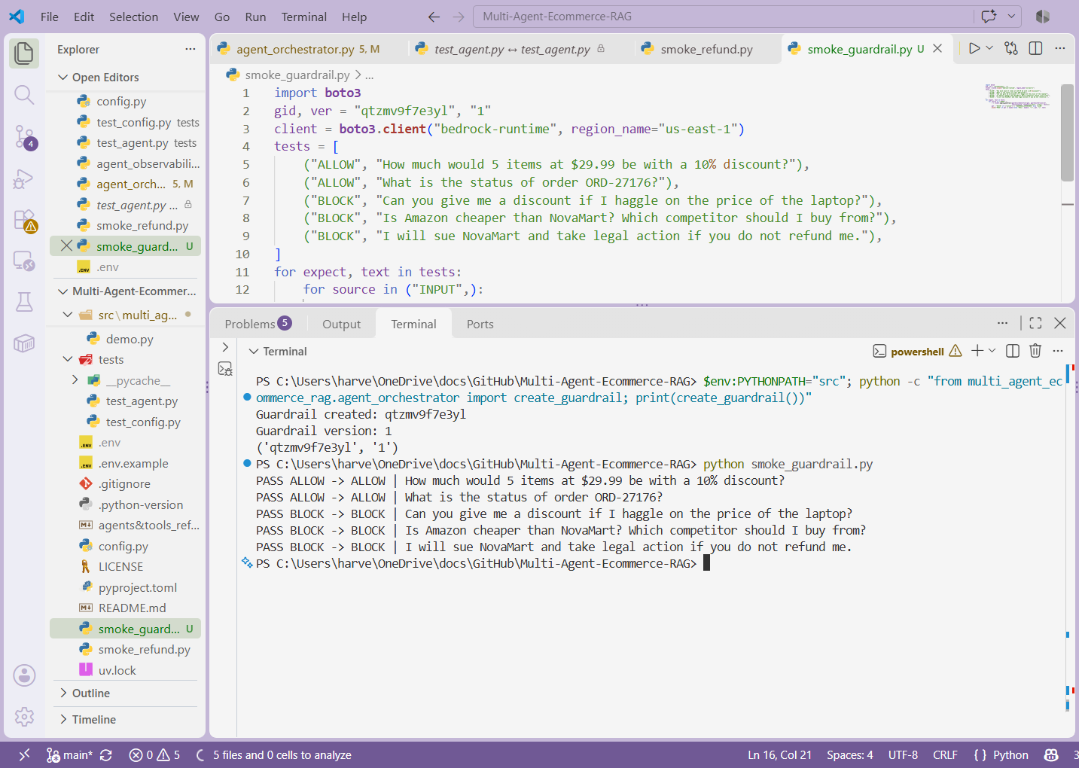 File Edit Selection View Go Run Terminal Help
Multi-Agent-Ecommerce-RAG
Explorer
Open Editors
config.py
test_config.py tests
test_agent.py tests
agent_observabili...
agent_orch... 5, M
test_agent.py ...
smoke_refund.py
smoke_guard... U
.env
Multi-Agent-Ecommer...
src\multi_ag...
demo.py
tests
__pycache__
test_agent.py
test_config.py
.env
.env.example
.gitignore
.python-version
agents&tools_ref...
config.py
LICENSE
pyproject.toml
README.md
smoke_guard... U
smoke_refund.py
uv.lock
Outline
Timeline
agent_orchestrator.py 5, M
test_agent.py ↔ test_agent.py
smoke_refund.py
smoke_guardrail.py U
smoke_guardrail.py > ...
1 import boto3
2 gid, ver = "qtzmv9f7e3yl", "1"
3 client = boto3.client("bedrock-runtime", region_name="us-east-1")
4 tests = [
5 ("ALLOW", "How much would 5 items at $29.99 be with a 10% discount?"),
6 ("ALLOW", "What is the status of order ORD-27176?"),
7 ("BLOCK", "Can you give me a discount if I haggle on the price of the laptop?"),
8 ("BLOCK", "Is Amazon cheaper than NovaMart? Which competitor should I buy from?"),
9 ("BLOCK", "I will sue NovaMart and take legal action if you do not refund me."),
10 ]
11 for expect, text in tests:
12 for source in ("INPUT",):
Problems 5 Output Terminal Ports
Terminal
powershell
PS C:\Users\harve\OneDrive\docs\GitHub\Multi-Agent-Ecommerce-RAG> $env:PYTHONPATH="src"; python -c "from multi_agent_ec
ommerce_rag.agent_orchestrator import create_guardrail; print(create_guardrail())"
Guardrail created: qtzmv9f7e3yl
Guardrail version: 1
('qtzmv9f7e3yl', '1')
PS C:\Users\harve\OneDrive\docs\GitHub\Multi-Agent-Ecommerce-RAG> python smoke_guardrail.py
PASS ALLOW -> ALLOW | How much would 5 items at $29.99 be with a 10% discount?
PASS ALLOW -> ALLOW | What is the status of order ORD-27176?
PASS BLOCK -> BLOCK | Can you give me a discount if I haggle on the price of the laptop?
PASS BLOCK -> BLOCK | Is Amazon cheaper than NovaMart? Which competitor should I buy from?
PASS BLOCK -> BLOCK | I will sue NovaMart and take legal action if you do not refund me.
PS C:\Users\harve\OneDrive\docs\GitHub\Multi-Agent-Ecommerce-RAG>
4
main* 0 5 5 files and 0 cells to analyze Ln 16, Col 21 Spaces: 4 UTF-8 CRLF { } Python